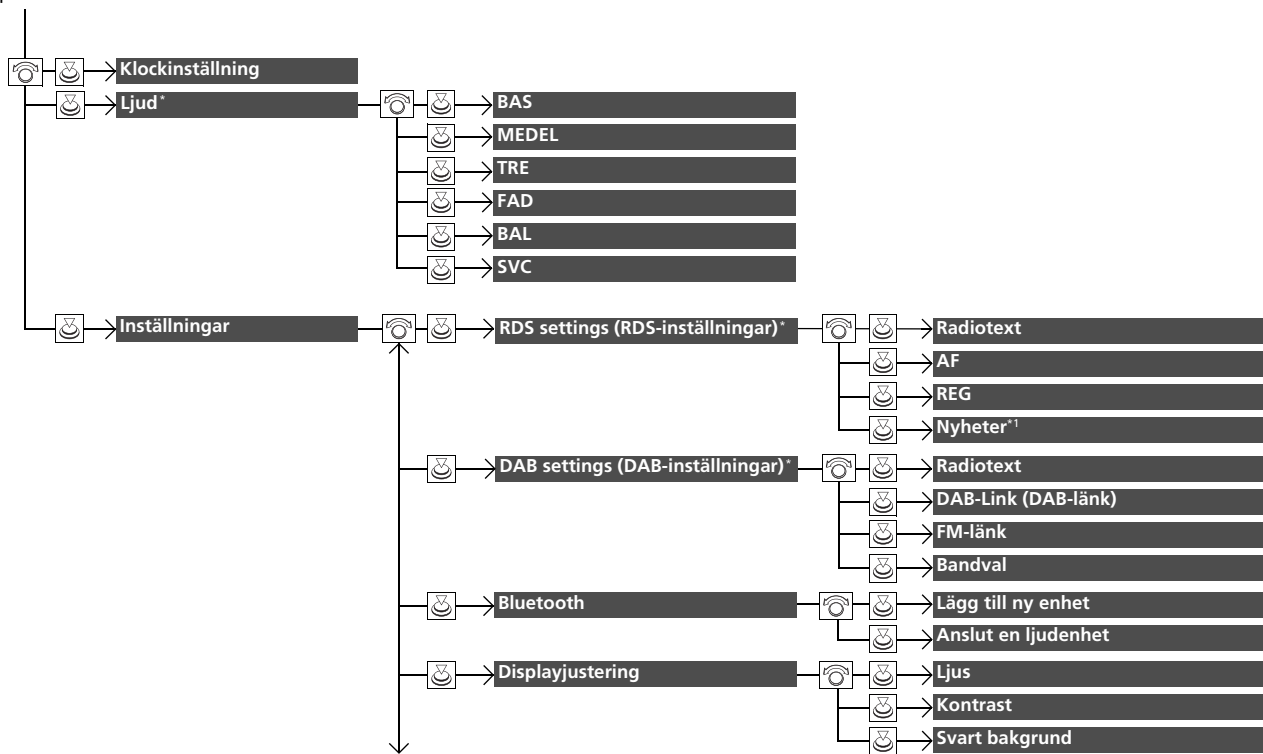 Klockinställning
Ljud*
BAS
MEDEL
TRE
FAD
BAL
SVC
Inställningar
RDS settings (RDS-inställningar)*
Radiotext
AF
REG
Nyheter*1
DAB settings (DAB-inställningar)*
Radiotext
DAB-Link (DAB-länk)
FM-länk
Bandval
Bluetooth
Lägg till ny enhet
Anslut en ljudenhet
Displayjustering
Ljus
Kontrast
Svart bakgrund